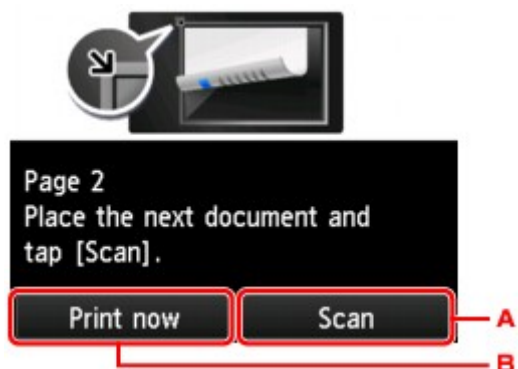 Page 2
Place the next document and
tap [Scan].
Print now Scan A
B